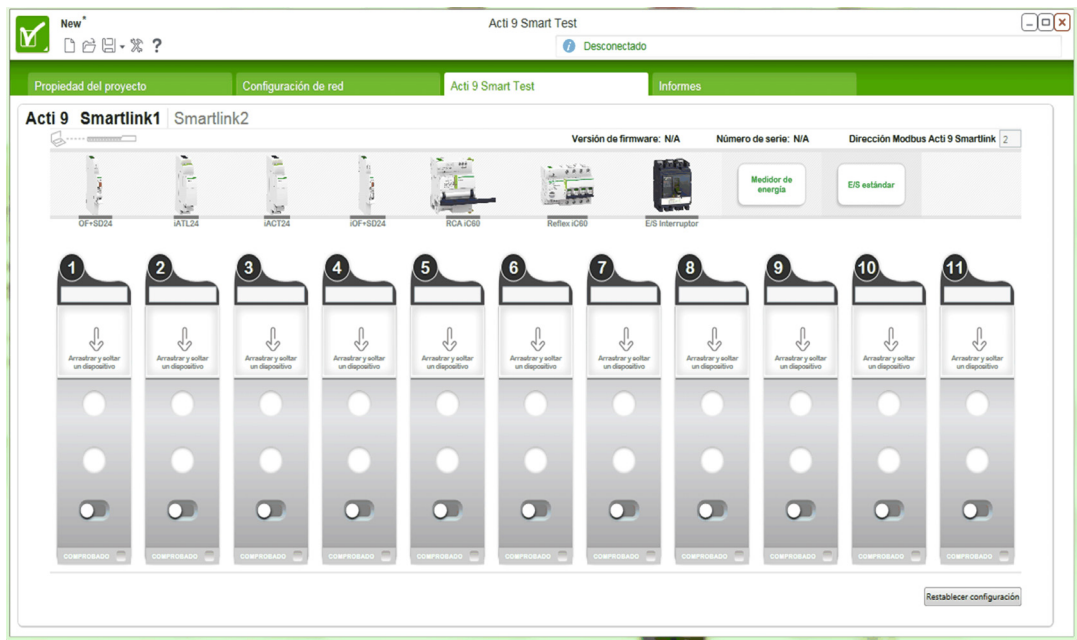 New*
Acti 9 Smart Test
?
Desconectado
Propiedad del proyecto
Configuración de red
Acti 9 Smart Test
Informes
Acti 9 Smartlink1 Smartlink2
Versión de firmware: N/A
Número de serie: N/A
Dirección Modbus Acti 9 Smartlink 2
Medidor de
energía
E/S estándar
OF+SD24
iATL24
iACT24
iOF+SD24
RCA iC60
Reflex iC60
E/S Interruptor
1
2
3
4
5
6
7
8
9
10
11
Arrastrar y soltar
un dispositivo
Arrastrar y soltar
un dispositivo
Arrastrar y soltar
un dispositivo
Arrastrar y soltar
un dispositivo
Arrastrar y soltar
un dispositivo
Arrastrar y soltar
un dispositivo
Arrastrar y soltar
un dispositivo
Arrastrar y soltar
un dispositivo
Arrastrar y soltar
un dispositivo
Arrastrar y soltar
un dispositivo
Arrastrar y soltar
un dispositivo
COMPROBADO
COMPROBADO
COMPROBADO
COMPROBADO
COMPROBADO
COMPROBADO
COMPROBADO
COMPROBADO
COMPROBADO
COMPROBADO
COMPROBADO
Restablecer configuración